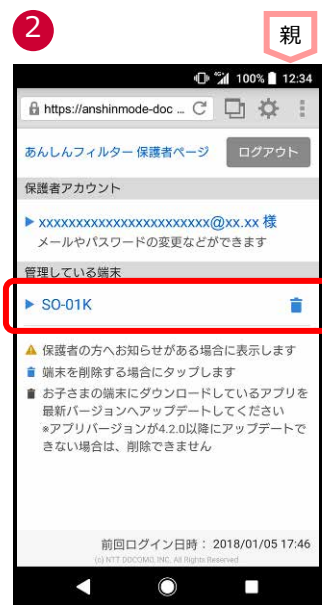 2
親
100% 12:34
https://anshinmode-doc ...
あんしんフィルター 保護者ページ
ログアウト
保護者アカウント
xxxxxxxxxxxxxxxxxxxxxxx@xx.xx 様
メールやパスワードの変更などができます
管理している端末
SO-01K
保護者の方へお知らせがある場合に表示します
端末を削除する場合にタップします
お子さまの端末にダウンロードしているアプリを
最新バージョンへアップデートしてください
※アプリバージョンが4.2.0以降にアップデートで
きない場合は、削除できません
前回ログイン日時： 2018/01/05 17:46
(c) NTT DOCOMO, INC. All Rights Reserved